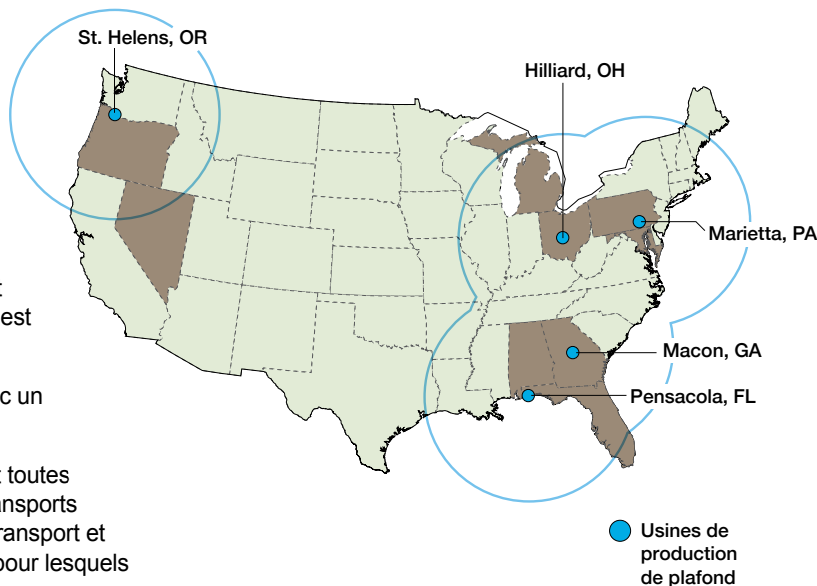 St. Helens, OR
Hilliard, OH
Marietta, PA
Macon, GA
Pensacola, FL
Usines de
production
de plafond
est
un
t toutes
ansports
ransport et
pour lesquels